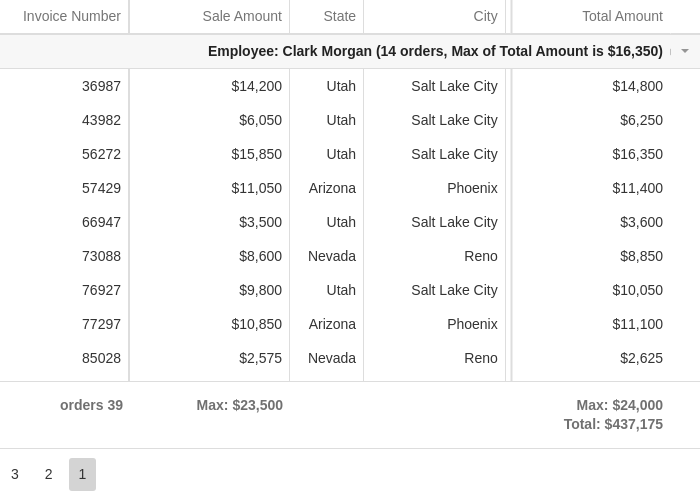 Invoice Number Sale Amount State City Total Amount
Employee: Clark Morgan (14 orders, Max of Total Amount is $16,350)
36987 $14,200 Utah Salt Lake City $14,800
43982 $6,050 Utah Salt Lake City $6,250
56272 $15,850 Utah Salt Lake City $16,350
57429 $11,050 Arizona Phoenix $11,400
66947 $3,500 Utah Salt Lake City $3,600
73088 $8,600 Nevada Reno $8,850
76927 $9,800 Utah Salt Lake City $10,050
77297 $10,850 Arizona Phoenix $11,100
85028 $2,575 Nevada Reno $2,625
orders 39 Max: $23,500 Max: $24,000
Total: $437,175
3 2 1